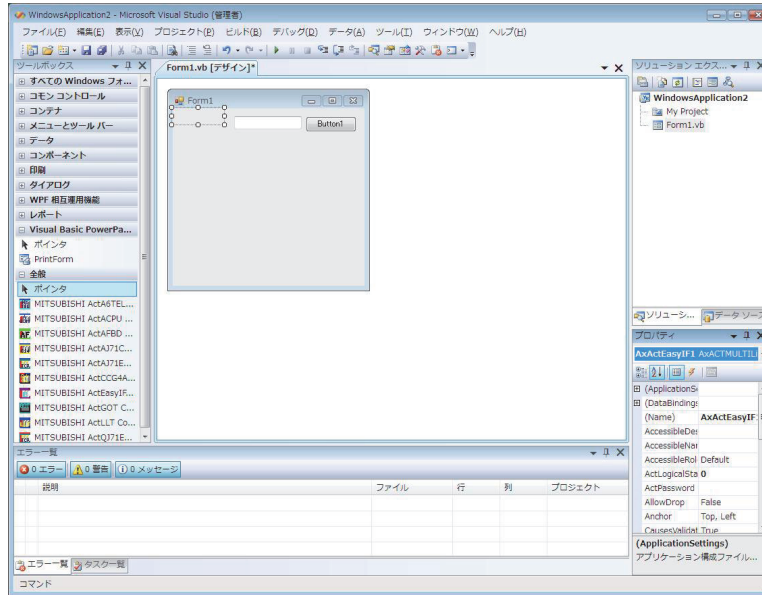 WindowsApplication2 - Microsoft Visual Studio (管理者)
ファイル(F) 編集(E) 表示(V) プロジェクト(P) ビルド(B) デバッグ(D) データ(A) ツール(T) ウィンドウ(W) ヘルプ(H)
ツールボックス
すべての Windows フォ...
コモン コントロール
コンテナ
メニューとツール バー
データ
コンポーネント
印刷
ダイアログ
WPF 相互運用機能
レポート
Visual Basic PowerPa...
ポインタ
PrintForm
全般
ポインタ
MITSUBISHI ActA6TEL...
MITSUBISHI ActACPU ...
MITSUBISHI ActAFBD ...
MITSUBISHI ActAJ71C...
MITSUBISHI ActAJ71E...
MITSUBISHI ActCCG4A...
MITSUBISHI ActEasyIF...
MITSUBISHI ActGOT C...
MITSUBISHI ActLLT Co...
MITSUBISHI ActQJ71E...
Form1.vb [デザイン]*
Form1
Button1
ソリューション エクス...
WindowsApplication2
My Project
Form1.vb
ソリューシ... データ ソース
プロパティ
AxActEasyIF1 AxACTMULTILI
(ApplicationSe
(DataBindings
(Name) AxActEasyIF1
AccessibleDes
AccessibleNar
AccessibleRol Default
ActLogicalSta 0
ActPassword
AllowDrop False
Anchor Top, Left
CausesValidat True
(ApplicationSettings)
アプリケーション構成ファイル...
エラー一覧
0 エラー 0 警告 0 メッセージ
説明 ファイル 行 列 プロジェクト
エラー一覧 タスク一覧
コマンド